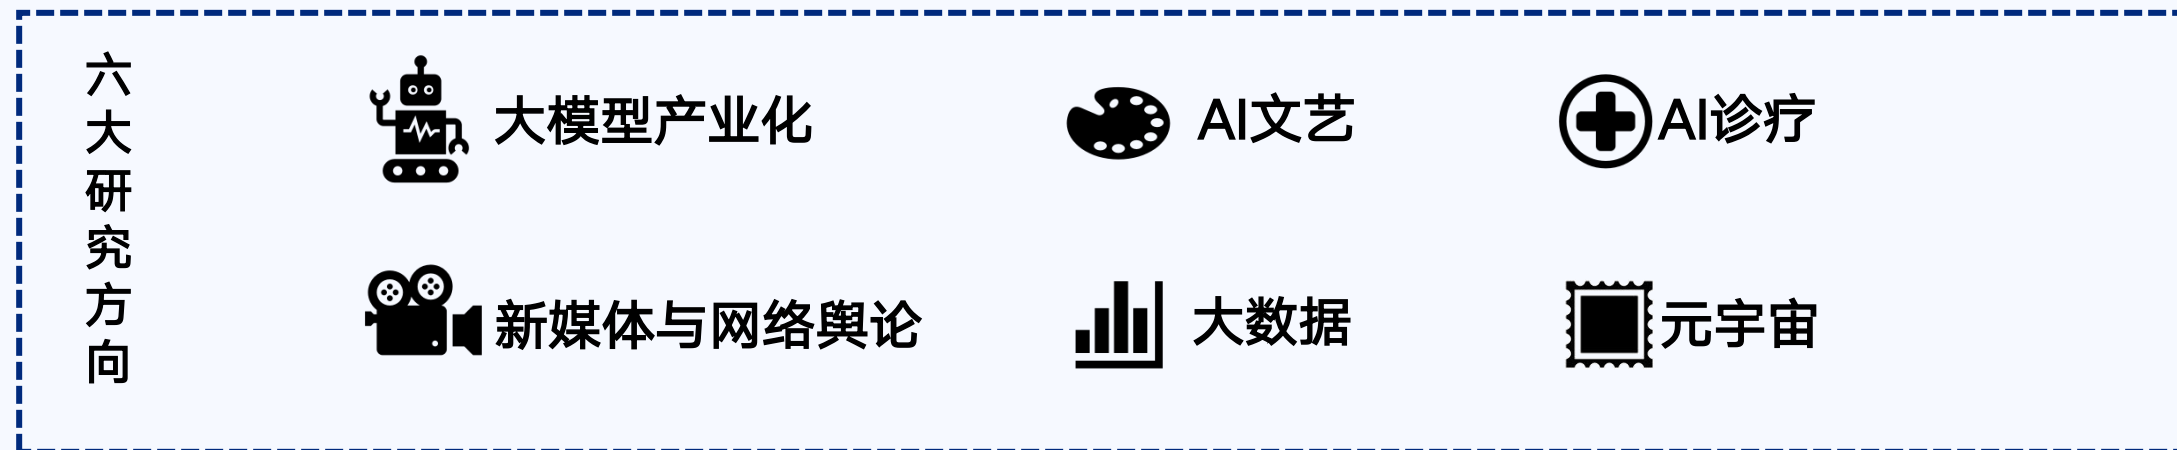 六大研究方向
大模型产业化
AI文艺
AI诊疗
新媒体与网络舆论
大数据
元宇宙